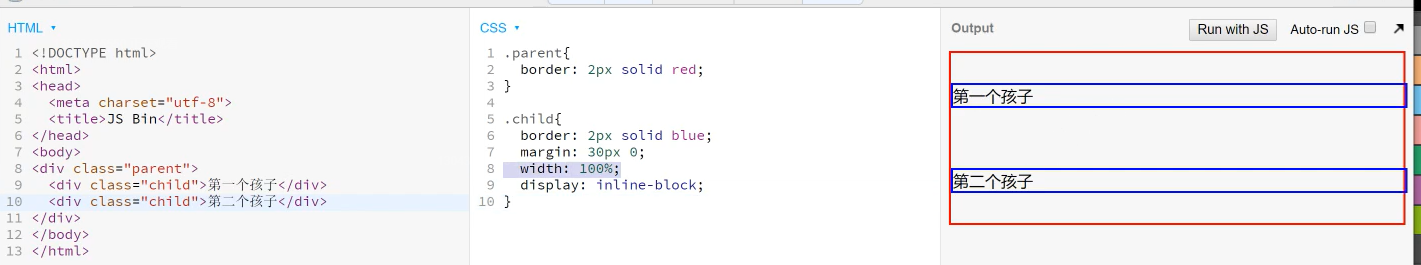 HTML
1 <!DOCTYPE html>
2 <html>
3 <head>
4   <meta charset="utf-8">
5   <title>JS Bin</title>
6 </head>
7 <body>
8 <div class="parent">
9   <div class="child">第一个孩子</div>
10   <div class="child">第二个孩子</div>
11 </div>
12 </body>
13 </html>
CSS
1 .parent{
2   border: 2px solid red;
3 }
4
5 .child{
6   border: 2px solid blue;
7   margin: 30px 0;
8   width: 100%;
9   display: inline-block;
10 }
Output
Run with JS
Auto-run JS
第一个孩子
第二个孩子